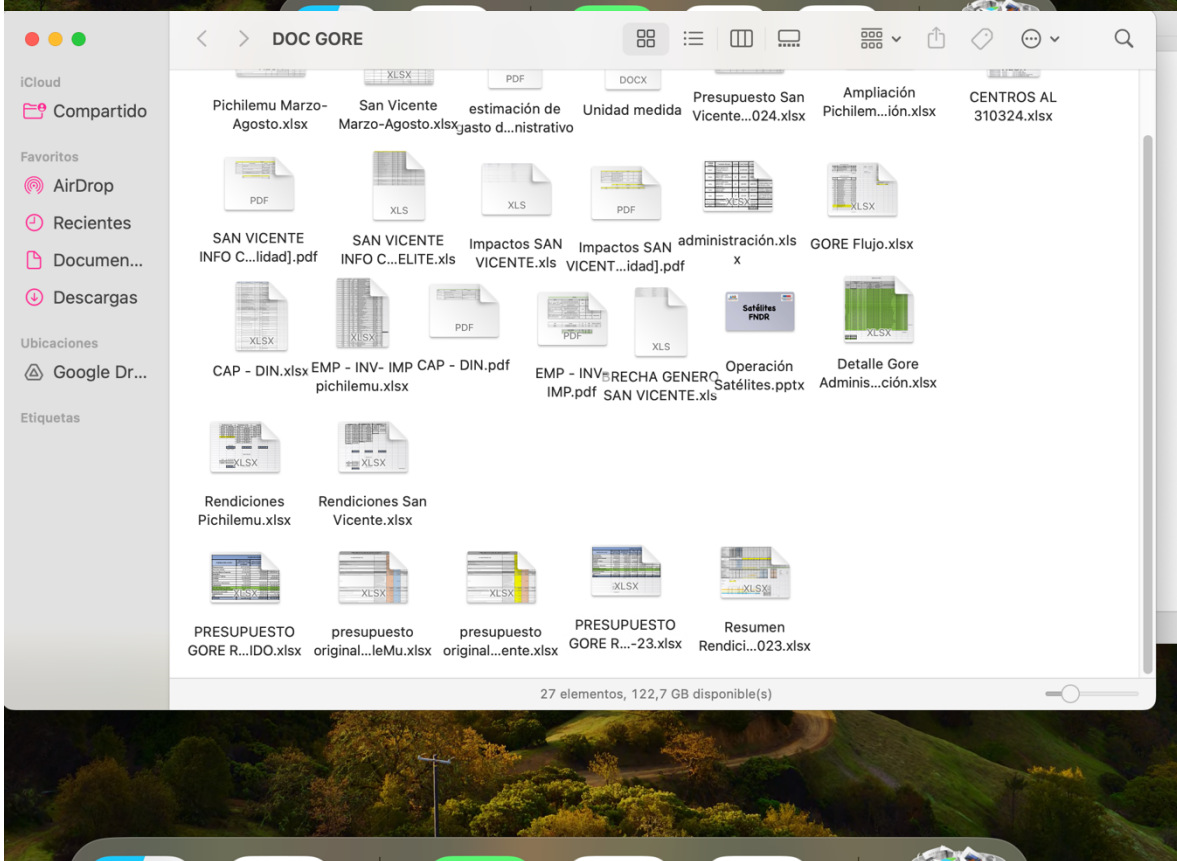 DOC GORE
iCloud
Compartido
Favoritos
AirDrop
Recientes
Documen...
Descargas
Ubicaciones
Google Dr...
Etiquetas
XLSX
PDF
DOCX
Pichilemu Marzo-
Agosto.xlsx
San Vicente
Marzo-Agosto.xlsx
estimación de
gasto d...nistrativo
Unidad medida
Presupuesto San
Vicente...024.xlsx
Ampliación
Pichilem...ión.xlsx
CENTROS AL
310324.xlsx
PDF
XLS
XLS
PDF
XLSX
XLSX
SAN VICENTE
INFO C...lidad].pdf
SAN VICENTE
INFO C...ELITE.xls
Impactos SAN
VICENTE.xls
Impactos SAN
VICENT...idad].pdf
administración.xls
x
GORE Flujo.xlsx
XLSX
XLSX
PDF
PDF
XLS
Satélites
FNDR
XLSX
CAP - DIN.xlsx
EMP - INV- IMP
pichilemu.xlsx
CAP - DIN.pdf
EMP - INV-
IMP.pdf
BRECHA GENERO
SAN VICENTE.xls
Operación
Satélites.pptx
Detalle Gore
Adminis...ción.xlsx
XLSX
XLSX
Rendiciones
Pichilemu.xlsx
Rendiciones San
Vicente.xlsx
XLSX
XLSX
XLSX
XLSX
XLSX
PRESUPUESTO
GORE R...IDO.xlsx
presupuesto
original...leMu.xlsx
presupuesto
original...ente.xlsx
PRESUPUESTO
GORE R...-23.xlsx
Resumen
Rendici...023.xlsx
27 elementos, 122,7 GB disponible(s)